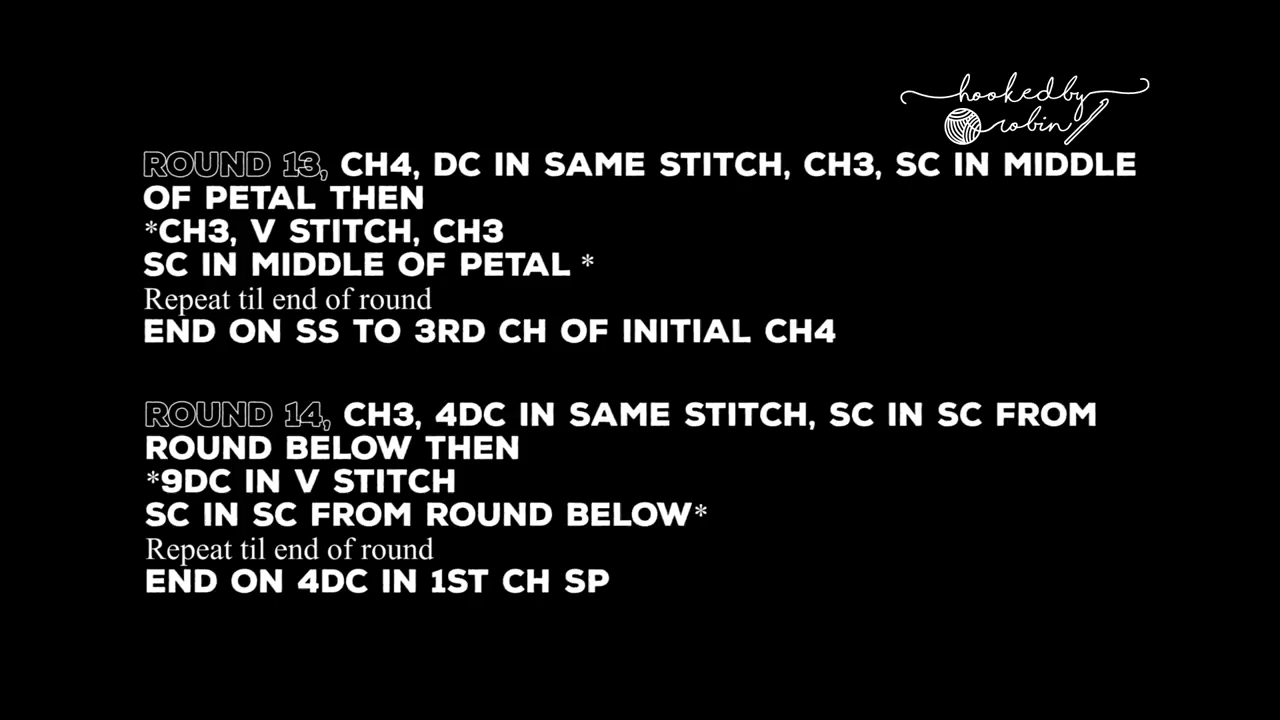 hookedby
robin
ROUND 13, CH4, DC IN SAME STITCH, CH3, SC IN MIDDLE
OF PETAL THEN
*CH3, V STITCH, CH3
SC IN MIDDLE OF PETAL *
Repeat til end of round
END ON SS TO 3RD CH OF INITIAL CH4
ROUND 14, CH3, 4DC IN SAME STITCH, SC IN SC FROM
ROUND BELOW THEN
*9DC IN V STITCH
SC IN SC FROM ROUND BELOW*
Repeat til end of round
END ON 4DC IN 1ST CH SP